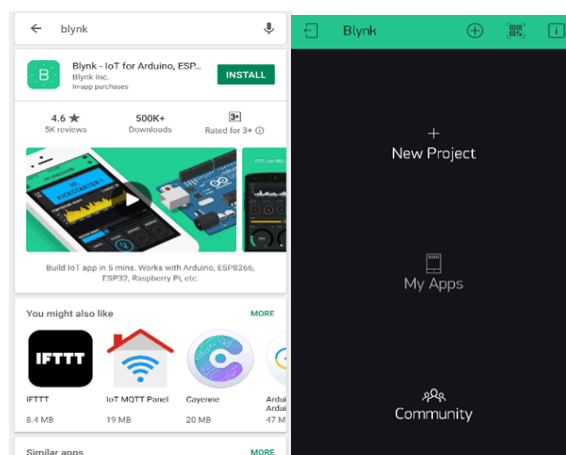 blynk
B
Blynk - IoT for Arduino, ESP...
Blynk Inc.
In-app purchases
INSTALL
4.6 ★
5K reviews
500K+
Downloads
3+
Rated for 3+
HI
KICKSTARTER !
Build IoT app in 5 mins. Works with Arduino, ESP8266,
ESP32, Raspberry Pi, etc.
You might also like
MORE
IFTTT
IFTTT
8.4 MB
IoT MQTT Panel
19 MB
Cayenne
20 MB
Ardui
Ardui
47 M
Similar apps
MORE
Blynk
New Project
My Apps
Community